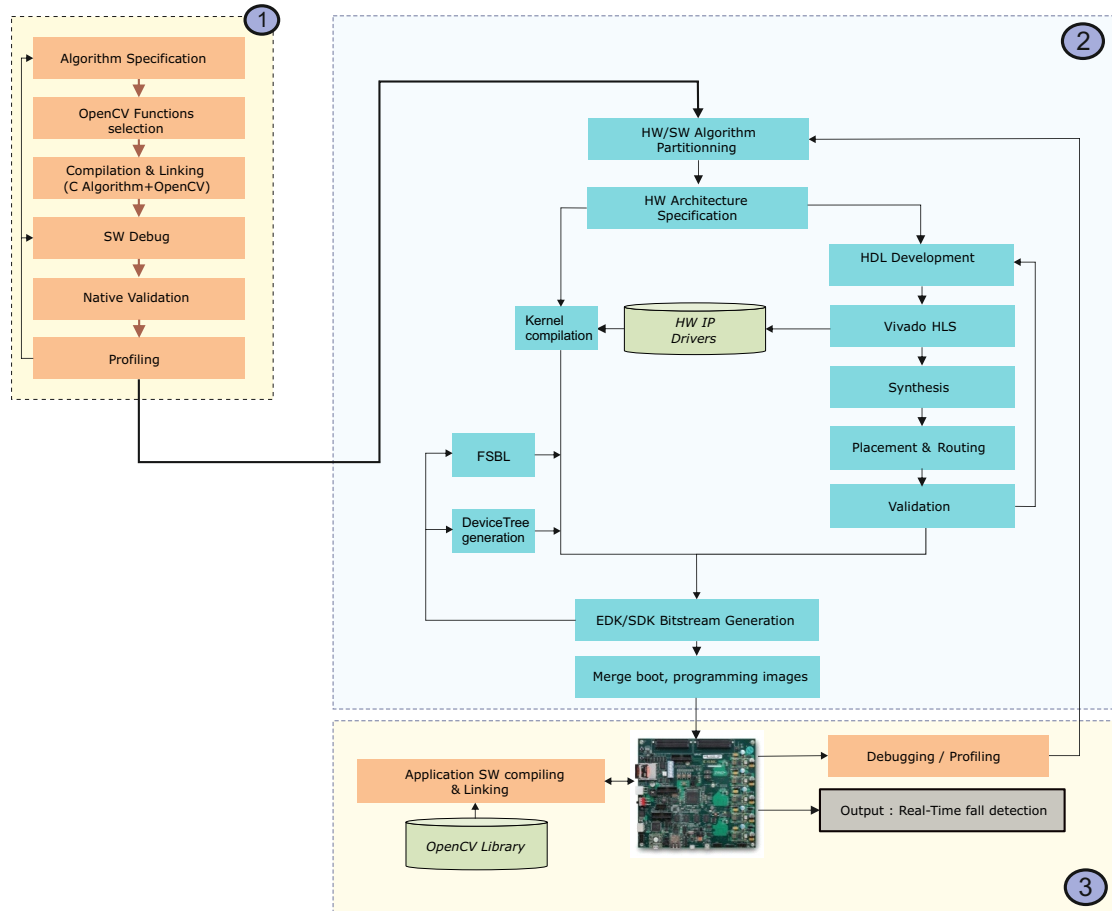 1
Algorithm Specification
OpenCV Functions
selection
Compilation & Linking
(C Algorithm+OpenCV)
SW Debug
Native Validation
Profiling
2
HW/SW Algorithm
Partitionning
HW Architecture
Specification
HDL Development
Kernel
compilation
HW IP
Drivers
Vivado HLS
Synthesis
Placement & Routing
Validation
FSBL
DeviceTree
generation
EDK/SDK Bitstream Generation
Merge boot, programming images
Application SW compiling
& Linking
OpenCV Library
Debugging / Profiling
Output : Real-Time fall detection
3